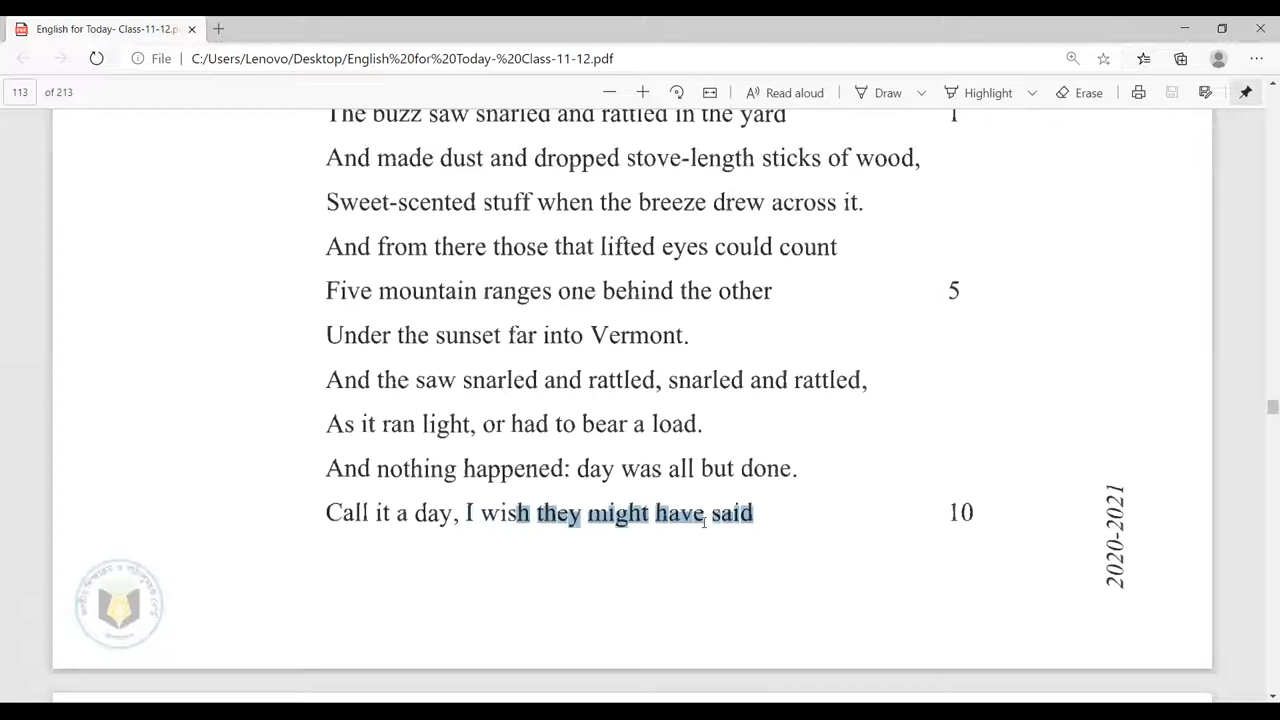 English for Today- Class-11-12.p
File C:/Users/Lenovo/Desktop/English%20for%20Today-%20Class-11-12.pdf
113 of 213 Read aloud Draw Highlight Erase
The buzz saw snarled and rattled in the yard 1
And made dust and dropped stove-length sticks of wood,
Sweet-scented stuff when the breeze drew across it.
And from there those that lifted eyes could count
Five mountain ranges one behind the other 5
Under the sunset far into Vermont.
And the saw snarled and rattled, snarled and rattled,
As it ran light, or had to bear a load.
And nothing happened: day was all but done.
Call it a day, I wish they might have said 10
2020-2021